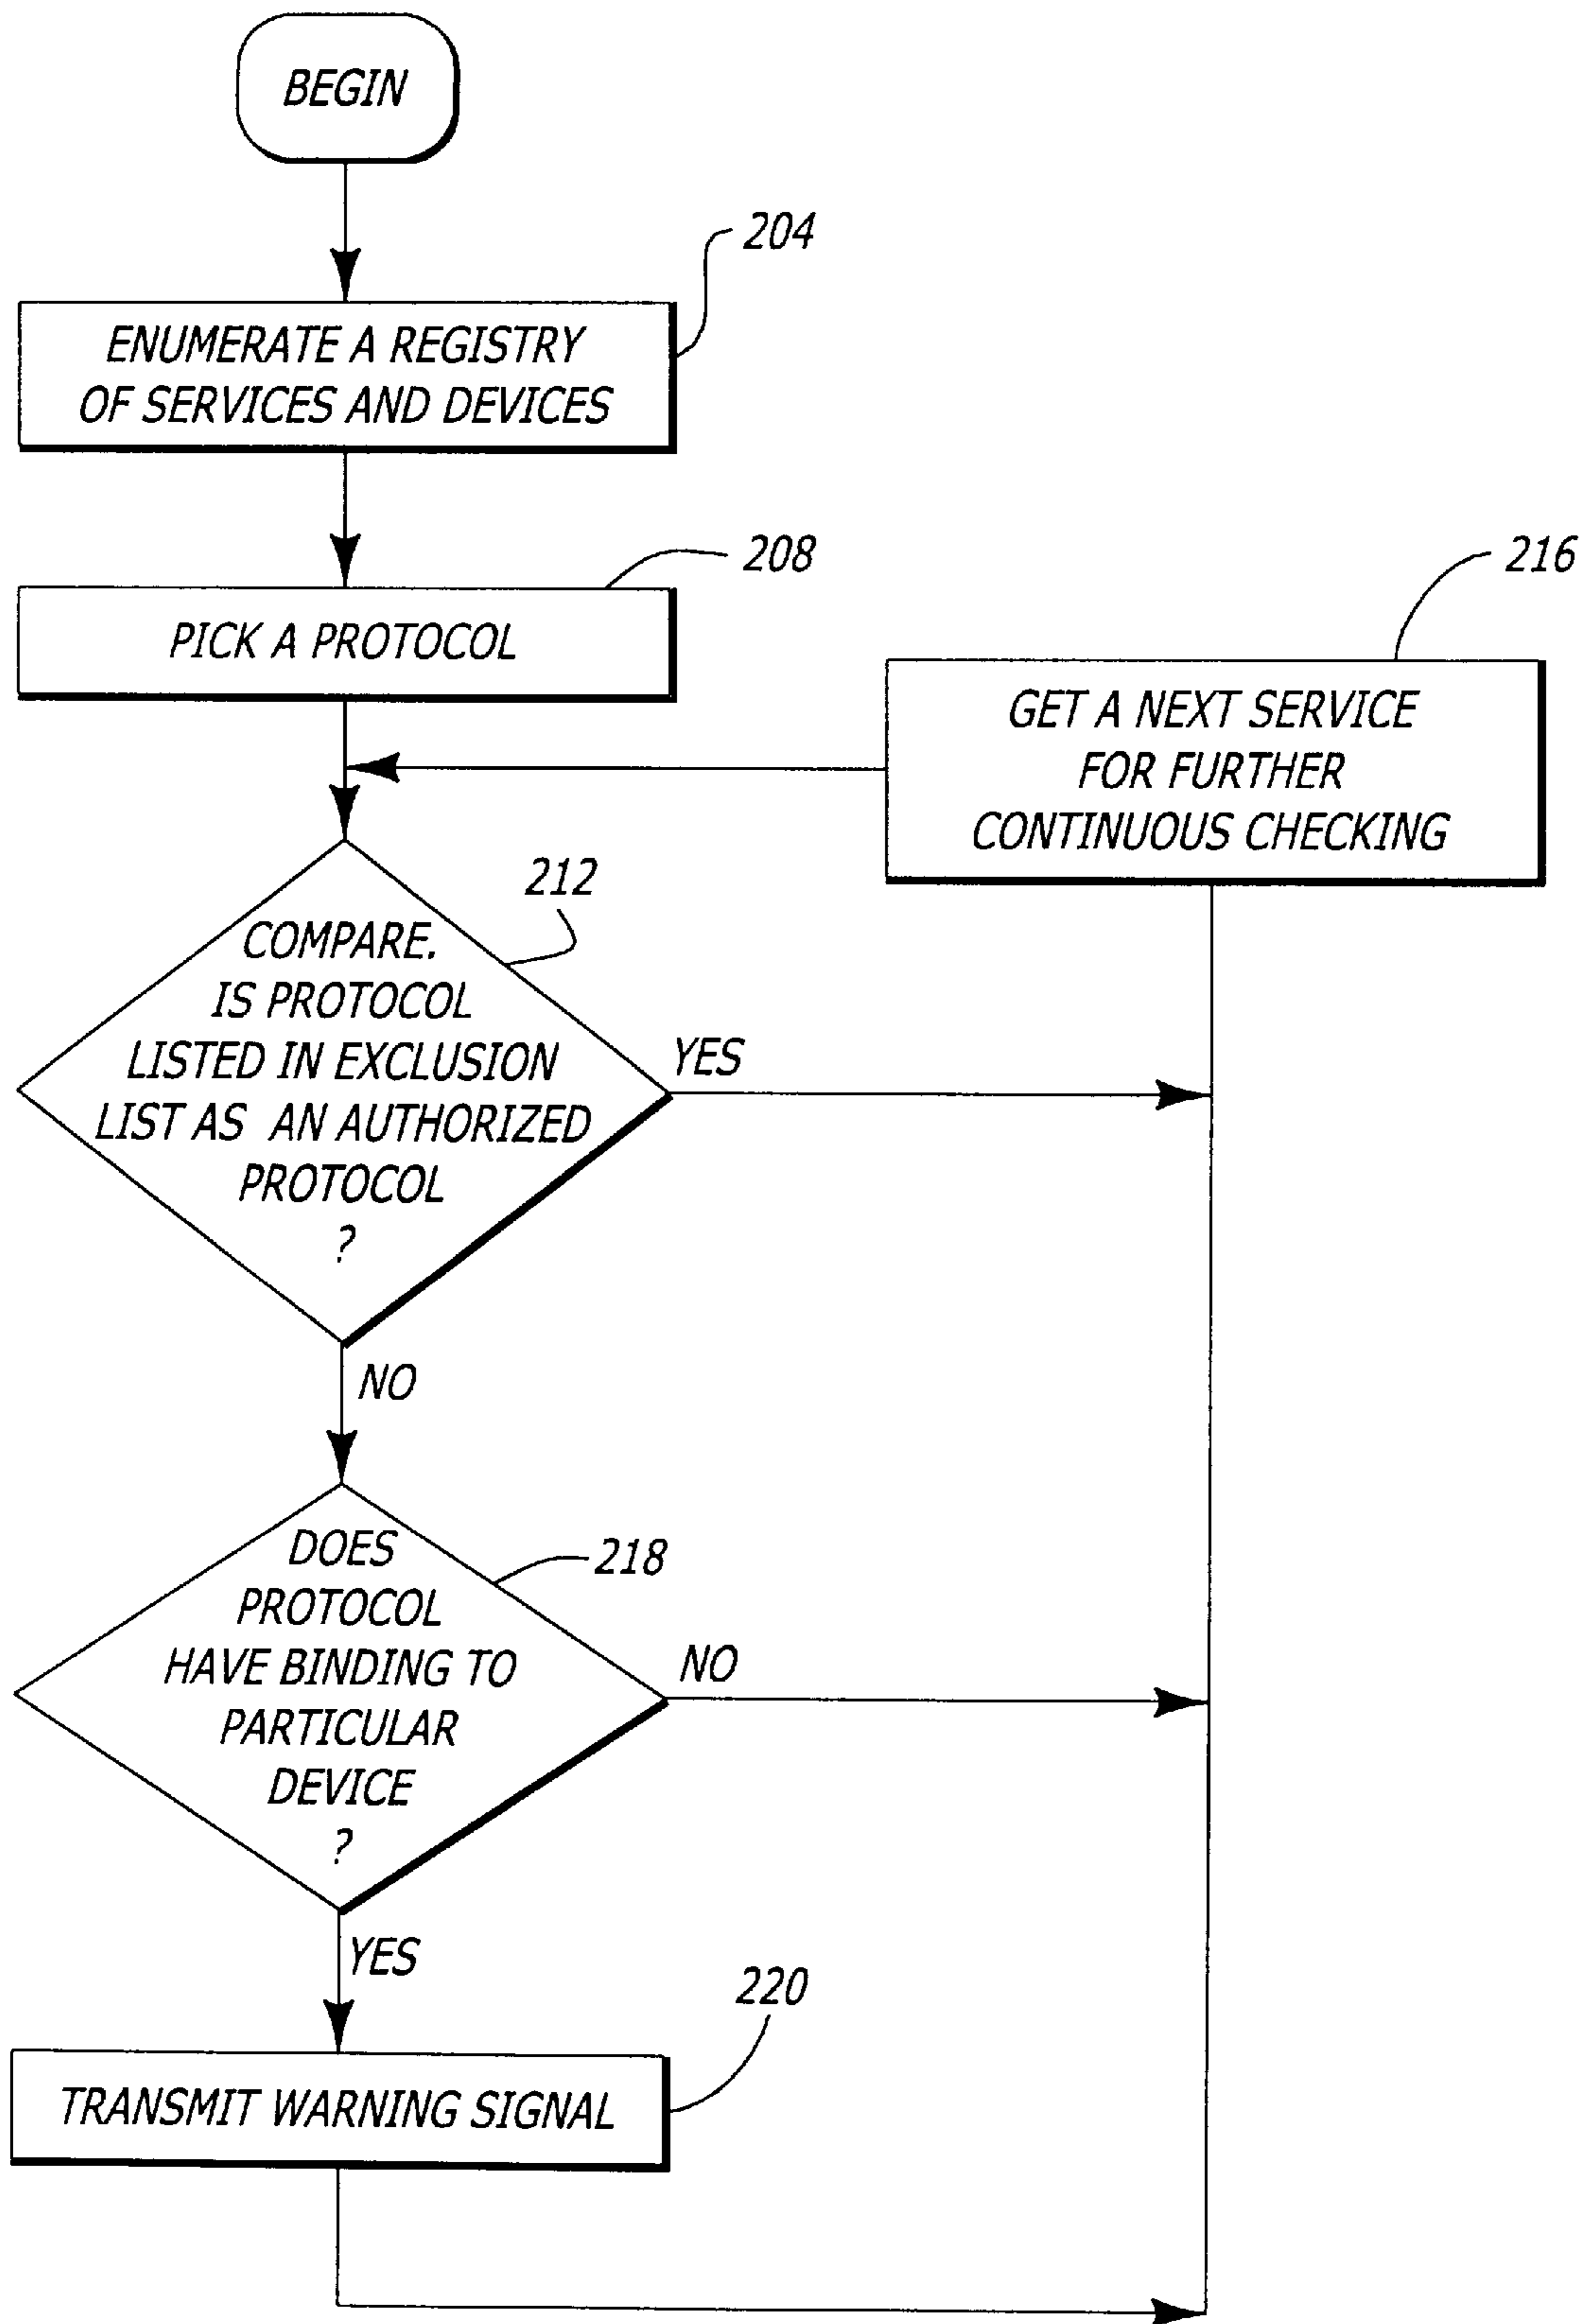 BEGIN
204
ENUMERATE A REGISTRY
OF SERVICES AND DEVICES
208
PICK A PROTOCOL
216
GET A NEXT SERVICE
FOR FURTHER
CONTINUOUS CHECKING
212
COMPARE.
IS PROTOCOL
LISTED IN EXCLUSION
LIST AS AN AUTHORIZED
PROTOCOL
?
YES
NO
218
DOES
PROTOCOL
HAVE BINDING TO
PARTICULAR
DEVICE
?
NO
YES
220
TRANSMIT WARNING SIGNAL